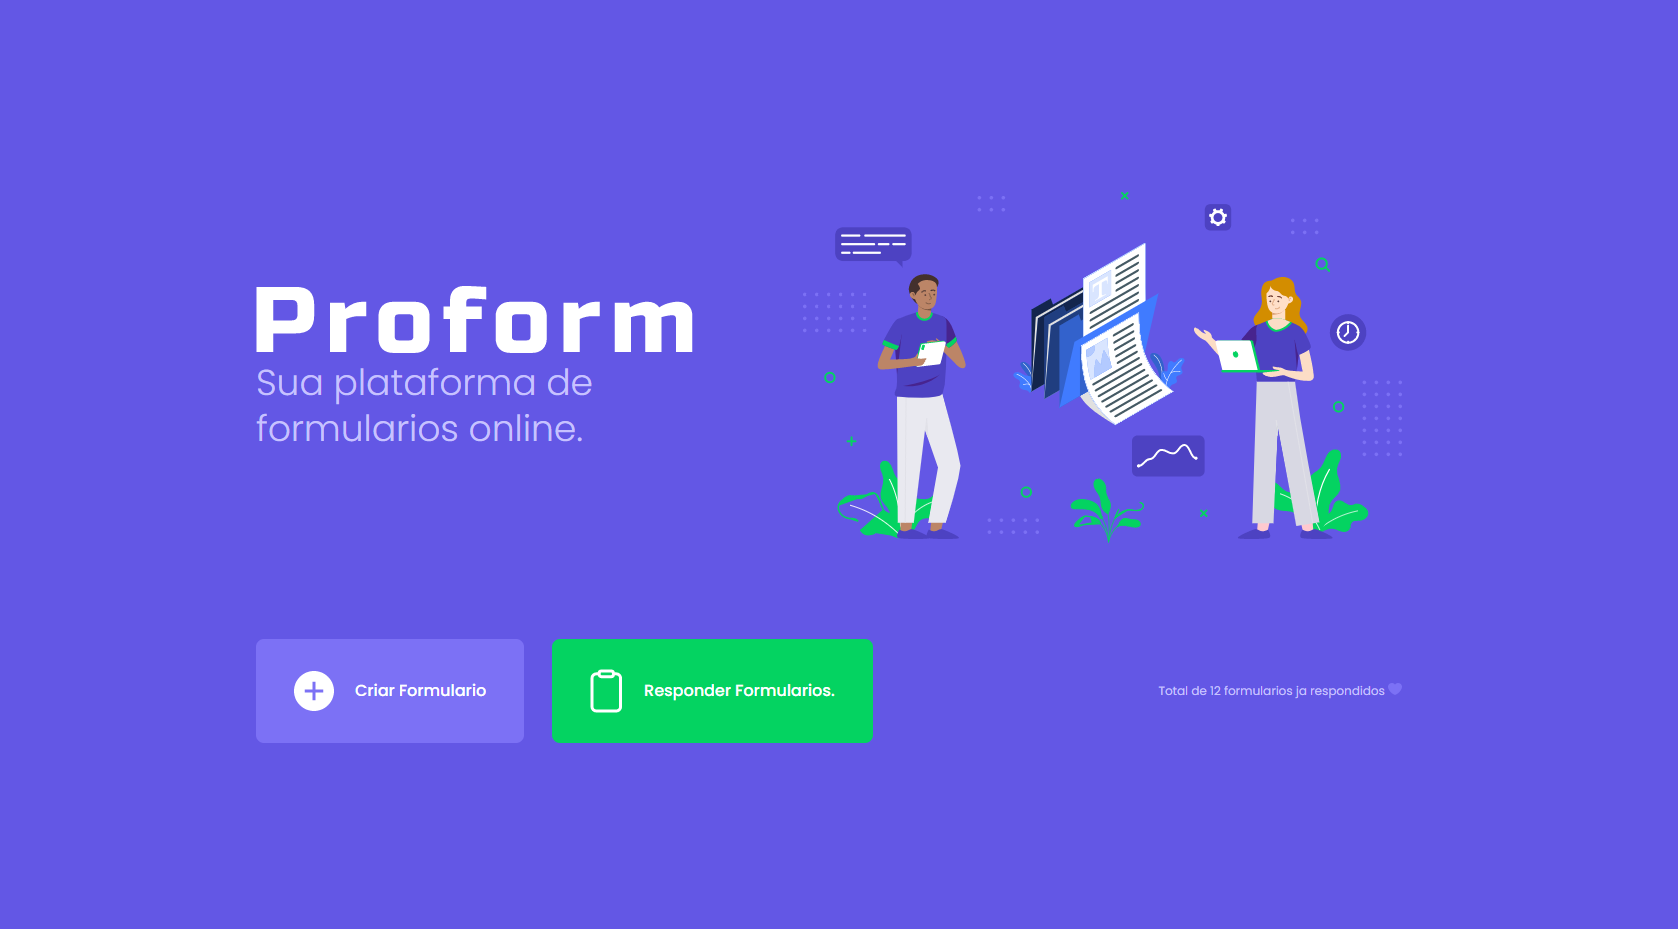 Proform
Sua plataforma de
formularios online.
Criar Formulario
Responder Formularios.
Total de 12 formularios ja respondidos
T